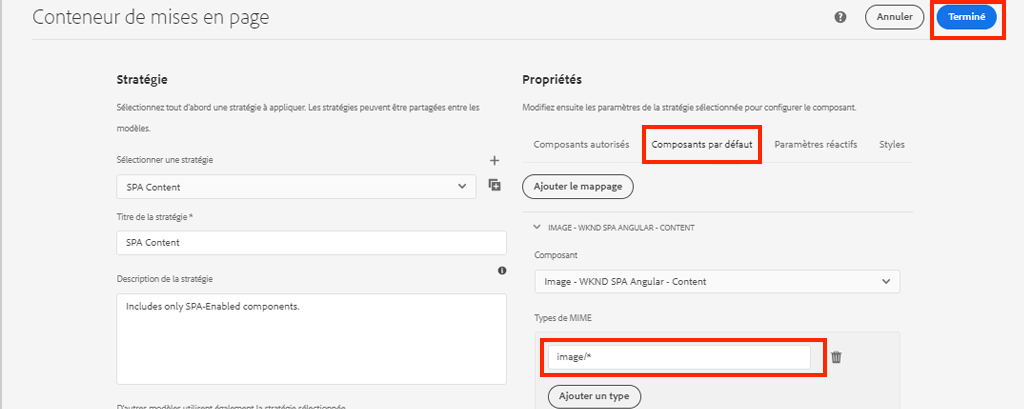 Conteneur de mises en page
Annuler
Terminé
Stratégie
Sélectionnez tout d'abord une stratégie à appliquer. Les stratégies peuvent être partagées entre les
modèles.
Sélectionner une stratégie
SPA Content
Titre de la stratégie *
SPA Content
Description de la stratégie
Includes only SPA-Enabled components.
D'autres modèles utilisent également la stratégie sélectionnée.
Propriétés
Modifiez ensuite les paramètres de la stratégie sélectionnée pour configurer le composant.
Composants autorisés
Composants par défaut
Paramètres réactifs
Styles
Ajouter le mappage
IMAGE - WKND SPA ANGULAR - CONTENT
Composant
Image - WKND SPA Angular - Content
Types de MIME
image/*
Ajouter un type